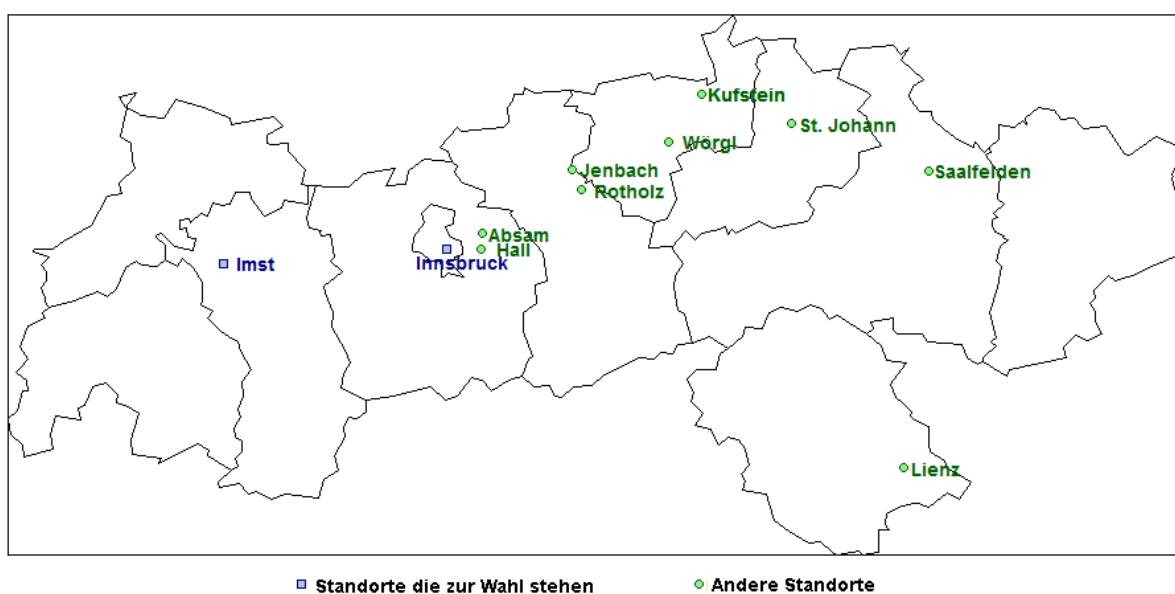 Kufstein
St. Johann
Wörgl
Jenbach
Saalfelden
Rotholz
Absam
Hall
Innsbruck
Imst
Lienz
Standorte die zur Wahl stehen
Andere Standorte